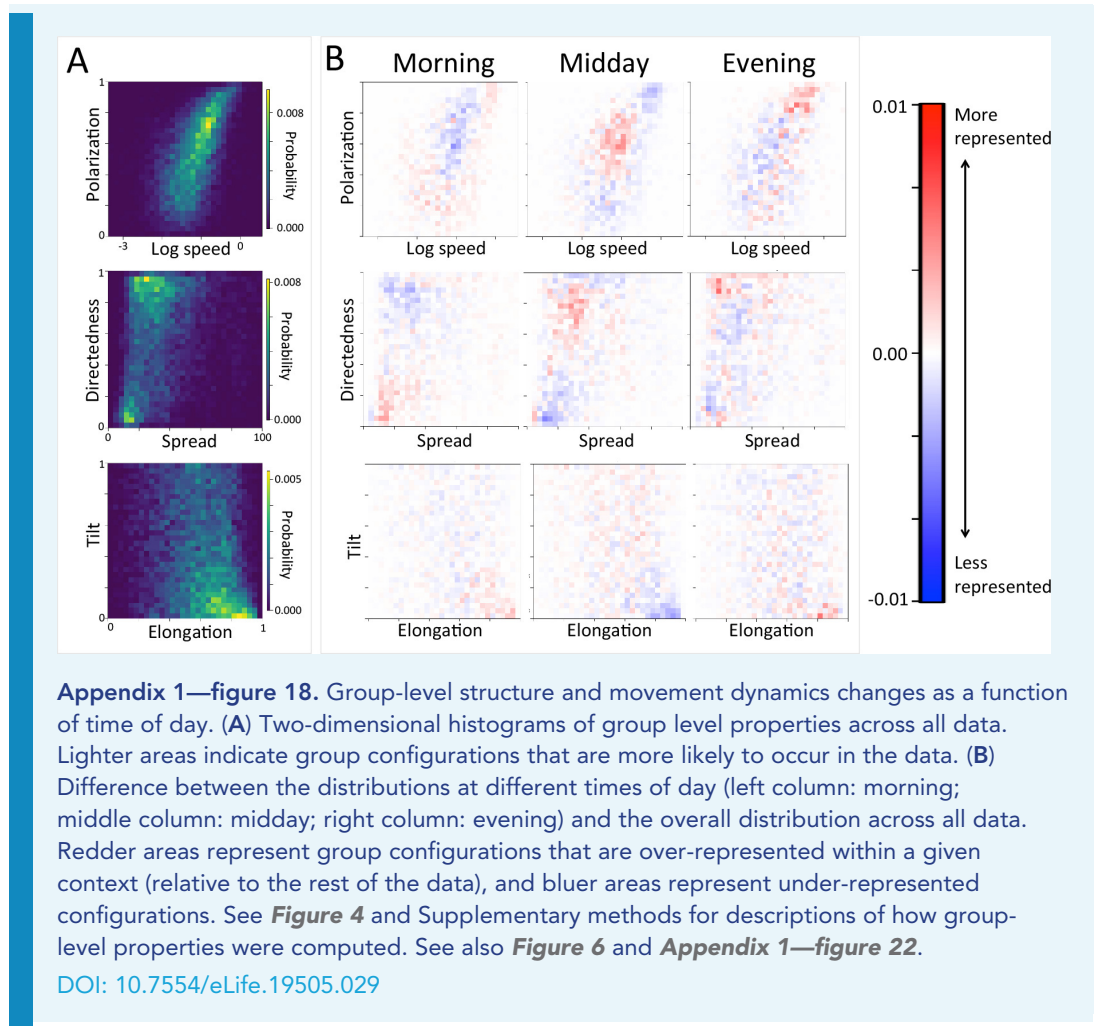 A
B
Morning
Midday
Evening
1
Polarization
0
-3
Log speed
0
0.008
Probability
0.000
Polarization
Log speed
Log speed
Log speed
1
Directedness
0
0
Spread
100
0.008
Probability
0.000
Directedness
Spread
Spread
Spread
1
Tilt
0
0
Elongation
1
0.005
Probability
0.000
Tilt
Elongation
Elongation
Elongation
0.01
0.00
-0.01
More
represented
Less
represented
Appendix 1—figure 18. Group-level structure and movement dynamics changes as a function
of time of day. (A) Two-dimensional histograms of group level properties across all data.
Lighter areas indicate group configurations that are more likely to occur in the data. (B)
Difference between the distributions at different times of day (left column: morning;
middle column: midday; right column: evening) and the overall distribution across all data.
Redder areas represent group configurations that are over-represented within a given
context (relative to the rest of the data), and bluer areas represent under-represented
configurations. See Figure 4 and Supplementary methods for descriptions of how group-
level properties were computed. See also Figure 6 and Appendix 1—figure 22.
DOI: 10.7554/eLife.19505.029